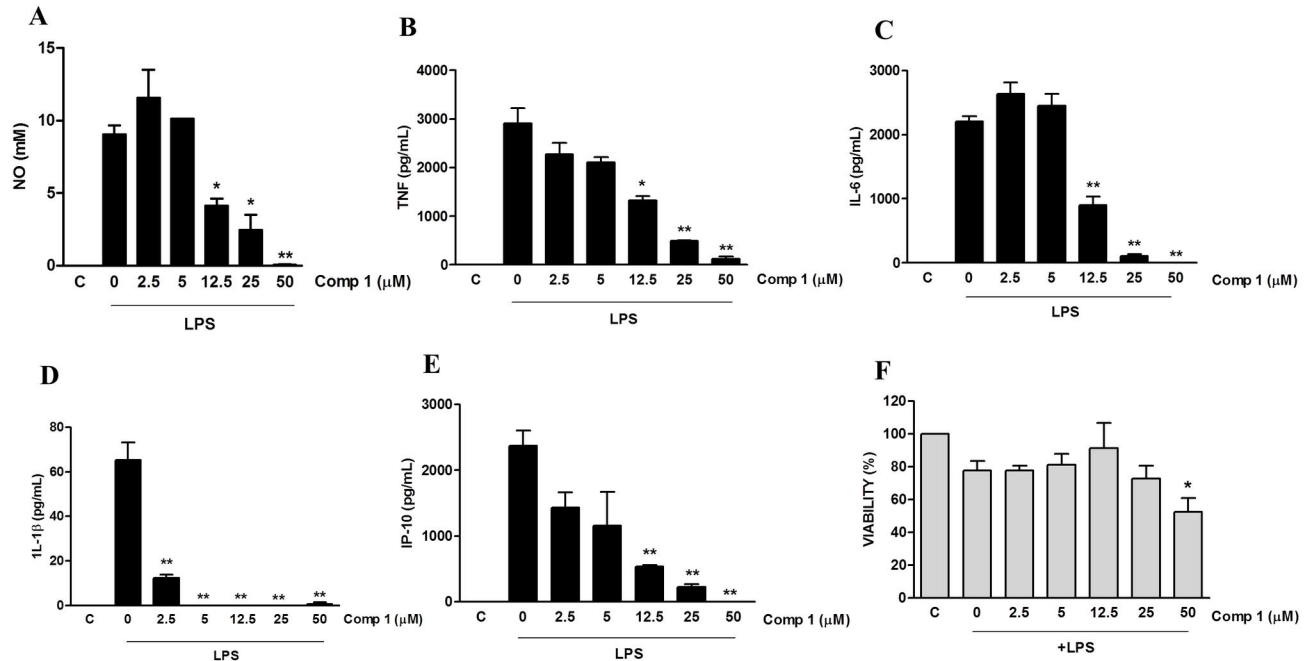 A
NO (mM)
15
10
5
0
* * **
C 0 2.5 5 12.5 25 50 Comp 1 (μM)
LPS
B
TNF (pg/mL)
4000
3000
2000
1000
0
* ** **
C 0 2.5 5 12.5 25 50 Comp 1 (μM)
LPS
C
IL-6 (pg/mL)
3000
2000
1000
0
** ** **
C 0 2.5 5 12.5 25 50 Comp 1 (μM)
LPS
D
1L-1β (pg/mL)
80
60
40
20
0
** ** ** ** **
C 0 2.5 5 12.5 25 50 Comp 1 (μM)
LPS
E
IP-10 (pg/mL)
3000
2000
1000
0
** ** **
C 0 2.5 5 12.5 25 50 Comp 1 (μM)
LPS
F
VIABILITY (%)
120
100
80
60
40
20
0
*
C 0 2.5 5 12.5 25 50 Comp 1 (μM)
+LPS